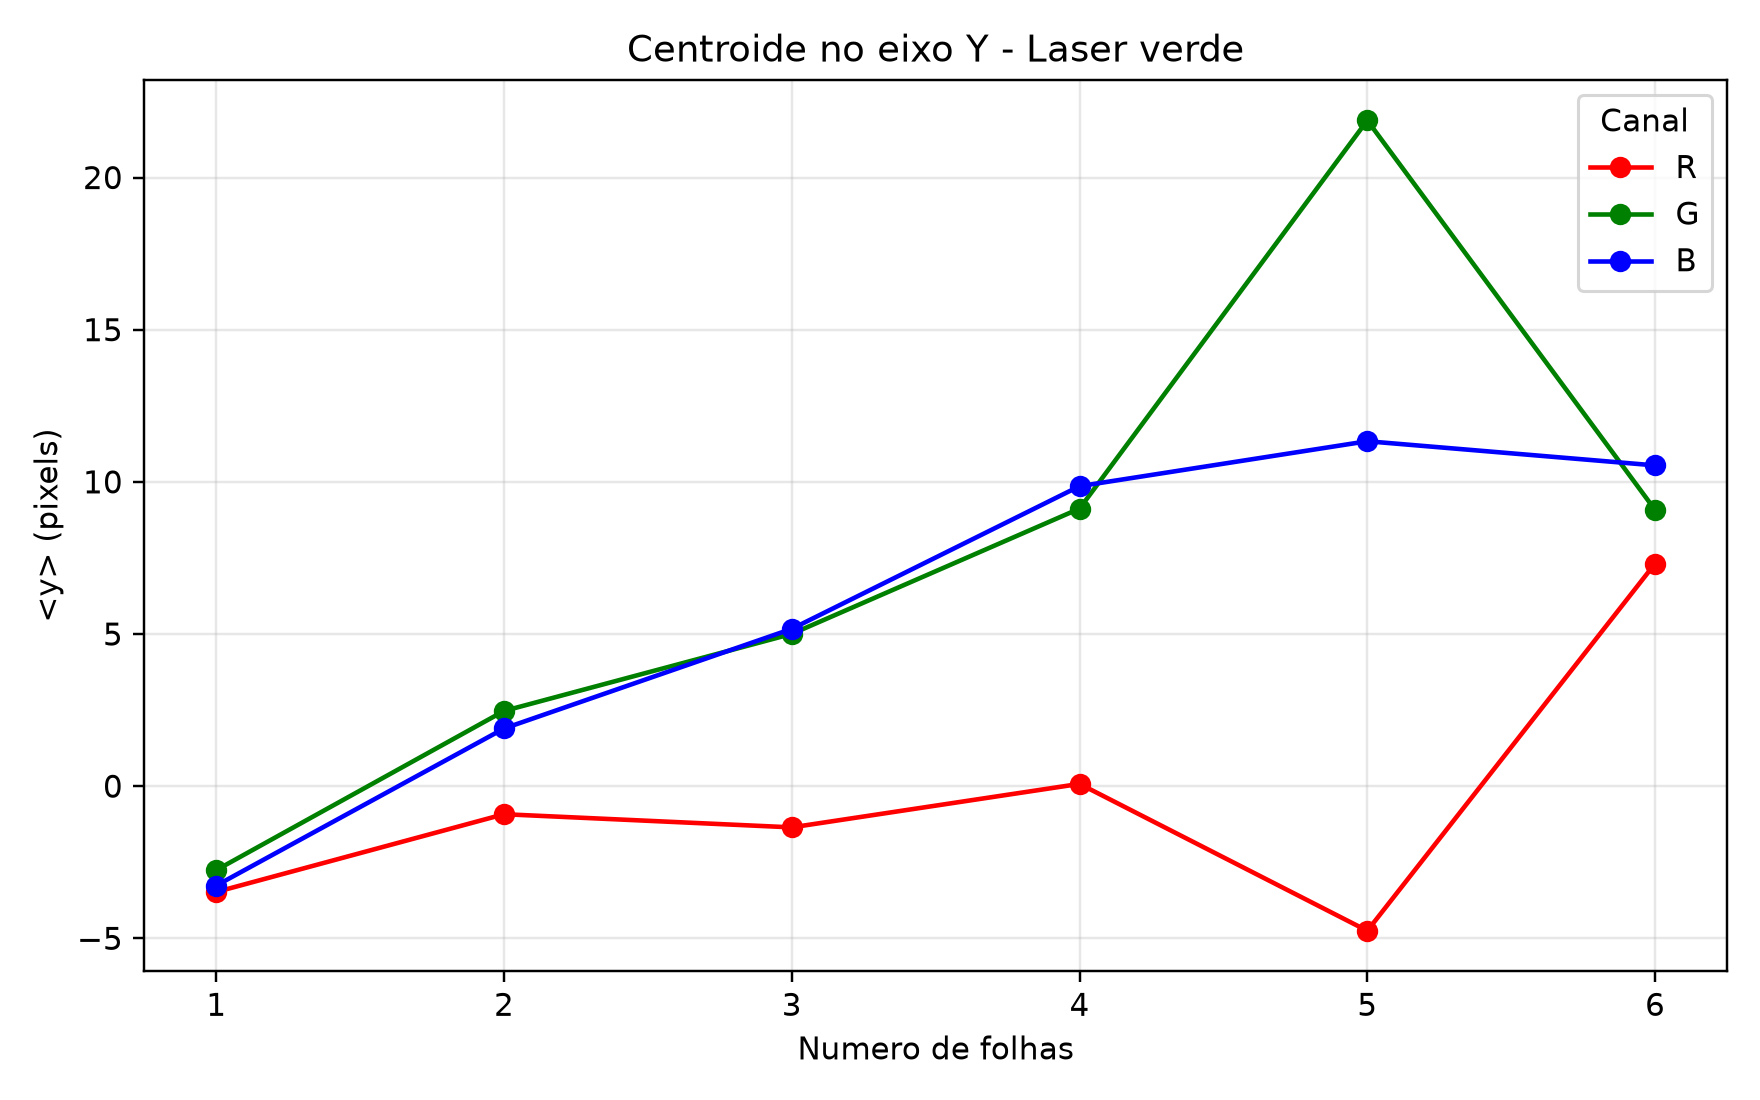 Centroide no eixo Y - Laser verde
Canal
R
G
B
20
15
10
5
0
−5
<y> (pixels)
1 2 3 4 5 6
Numero de folhas